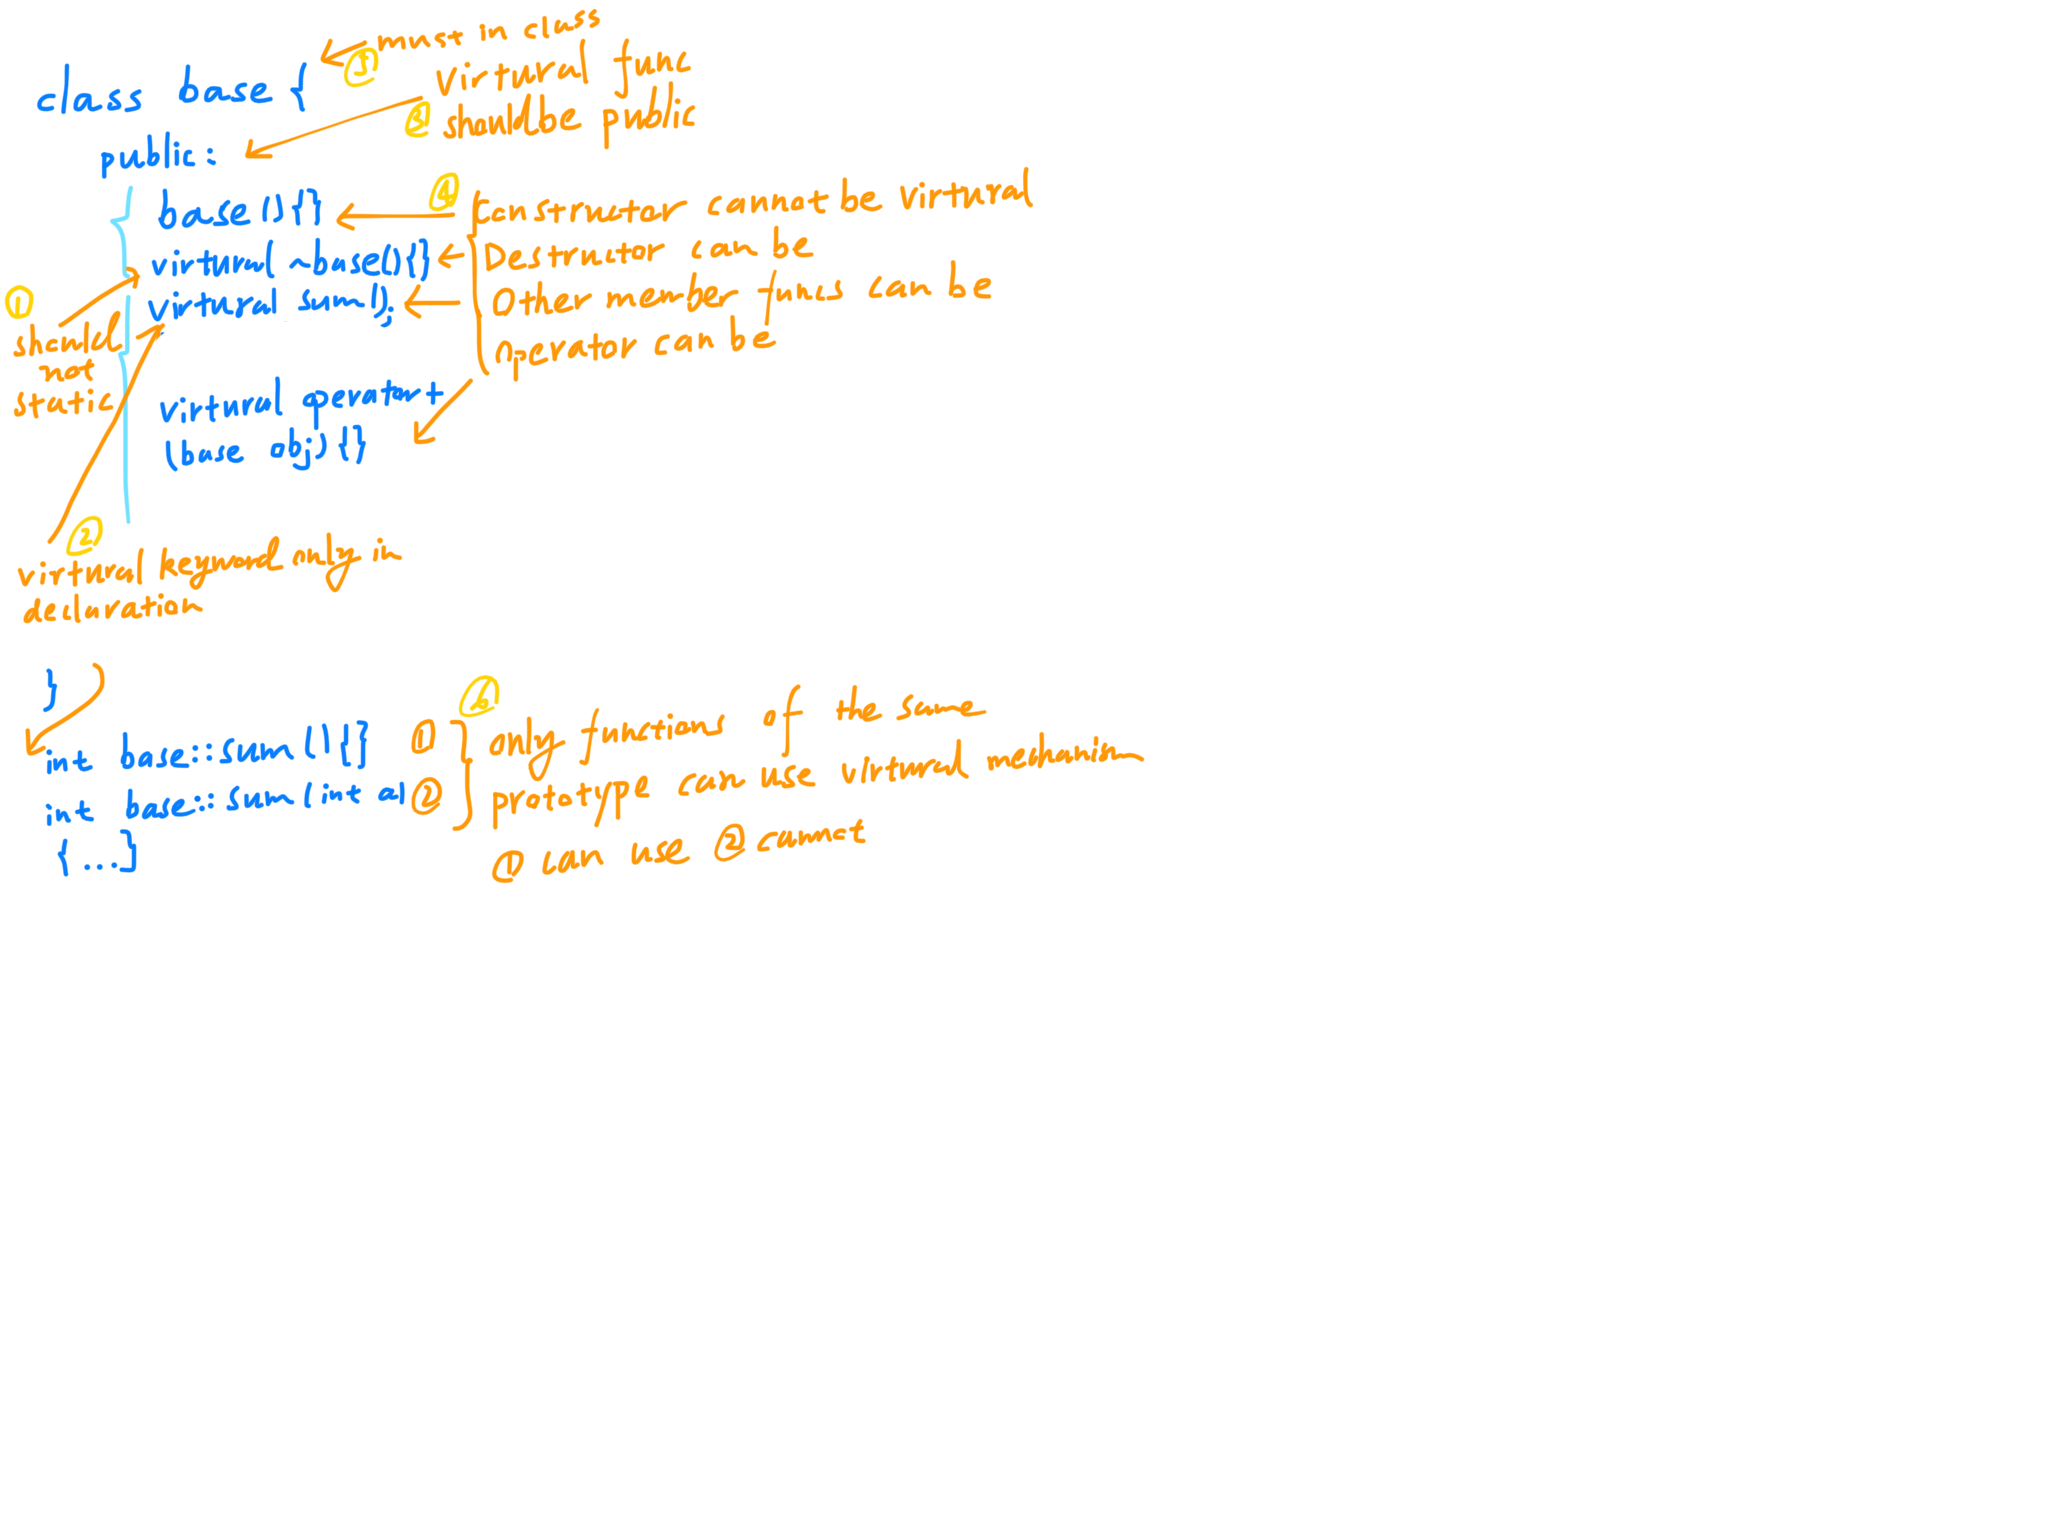 ⑤ must in class
class base {
virtural func
③ should be public
public:
④
base(){}
Constructor cannot be virtural
virtural ~base(){}
Destructor can be
①
virtural sum();
Other member funcs can be
should
not
static
operator can be
virtural operator+
(base obj){}
②
virtural keyword only in
declaration
}
⑥
int base::sum(){} ①
only functions of the same
int base::sum(int a) ②
prototype can use virtural mechanism
{...}
① can use ② cannot